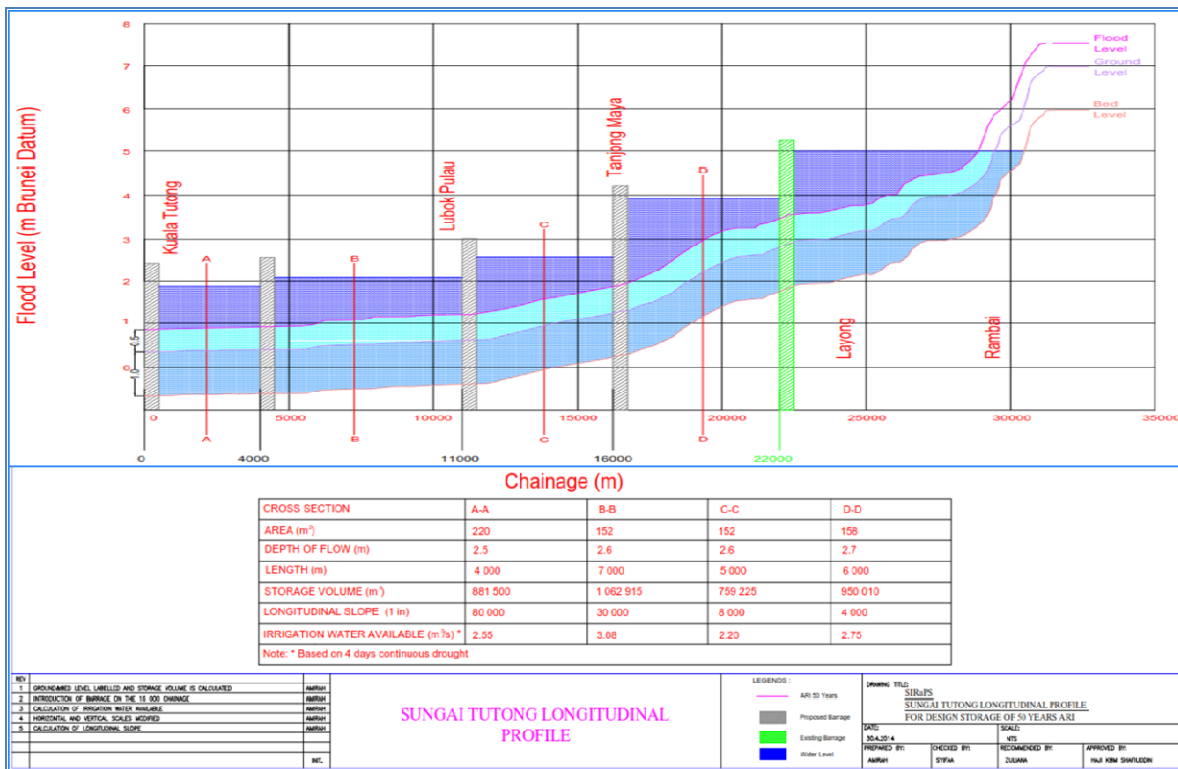 8
7
6
5
4
3
2
1
0
Flood Level (m Brunei Datum)
Flood
Level
Ground
Level
Bed
Level
Kuala Tutong
Lubok Pulau
Tanjong Maya
Layong
Rambai
A
B
C
D
0.5
1.0
0 5000 10000 15000 20000 25000 30000 35000
A B C D
0 4000 11000 16000 22000
Chainage (m)
CROSS SECTION A-A B-B C-C D-D
AREA (m²) 220 152 152 158
DEPTH OF FLOW (m) 2.5 2.6 2.6 2.7
LENGTH (m) 4 000 7 000 5 000 6 000
STORAGE VOLUME (m³) 881 500 1 062 915 759 225 950 010
LONGITUDINAL SLOPE (1 in) 80 000 30 000 8 000 4 000
IRRIGATION WATER AVAILABLE (m³/s) * 2.55 3.08 2.20 2.75
Note: * Based on 4 days continuous drought
REV
1 GROUND&BED LEVEL LABELLED AND STORAGE VOLUME IS CALCULATED AMIRAH
2 INTRODUCTION OF BARRAGE ON THE 16 000 CHAINAGE AMIRAH
3 CALCULATION OF IRRIGATION WATER AVAILABLE AMIRAH
4 HORIZONTAL AND VERTICAL SCALES MODIFIED AMIRAH
5 CALCULATION OF LONGITUDINAL SLOPE AMIRAH
INT.
SUNGAI TUTONG LONGITUDINAL
PROFILE
LEGENDS :
ARI 50 Years
Proposed Barrage
Existing Barrage
Water Level
DRAWING TITLE:
SIRaPS
SUNGAI TUTONG LONGITUDINAL PROFILE
FOR DESIGN STORAGE OF 50 YEARS ARI
DATE: SCALE:
30.4.2014 NTS
PREPARED BY: CHECKED BY: RECOMMENDED BY: APPROVED BY:
AMIRAH SYIFAA ZULIANA HAJI KBM SHAFIUDDIN